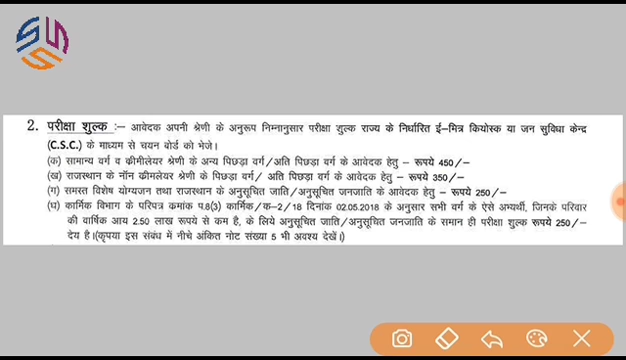 2. परीक्षा शुल्क :– आवेदक अपनी श्रेणी के अनुरूप निम्नानुसार परीक्षा शुल्क राज्य के निर्धारित ई–मित्र कियोस्क या जन सुविधा केन्द्र
(C.S.C.) के माध्यम से चयन बोर्ड को भेजे।
(क) सामान्य वर्ग व क्रीमीलेयर श्रेणी के अन्य पिछड़ा वर्ग/अति पिछड़ा वर्ग के आवेदक हेतु – रूपये 450/–
(ख) राजस्थान के नॉन क्रीमलेयर श्रेणी के पिछड़ा वर्ग/ अति पिछड़ा वर्ग के आवेदक हेतु – रूपये 350/–
(ग) समस्त विशेष योग्यजन तथा राजस्थान के अनुसूचित जाति/अनुसूचित जनजाति के आवेदक हेतु – रूपये 250/–
(घ) कार्मिक विभाग के परिपत्र कमांक प.8(3) कार्मिक/क–2/18 दिनांक 02.05.2018 के अनुसार सभी वर्ग के ऐसे अभ्यर्थी, जिनके परिवार
की वार्षिक आय 2.50 लाख रूपये से कम है, के लिये अनुसूचित जाति/अनुसूचित जनजाति के समान ही परीक्षा शुल्क रूपये 250/–
देय है।(कृपया इस संबंध में नीचे अंकित नोट संख्या 5 भी अवश्य देखें।)